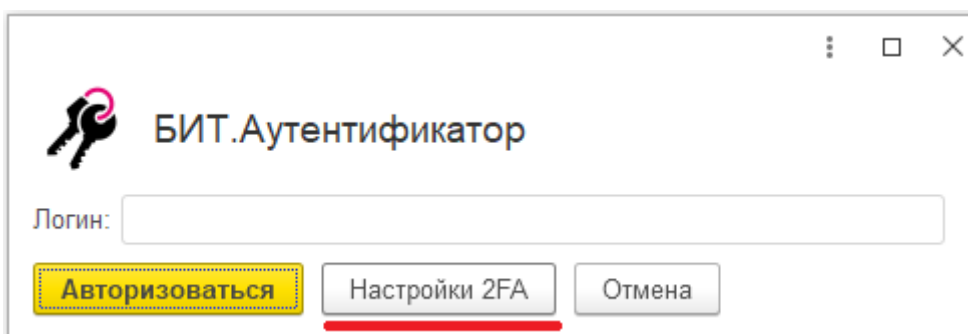 БИТ.Аутентификатор
Логин:
Авторизоваться Настройки 2FA Отмена